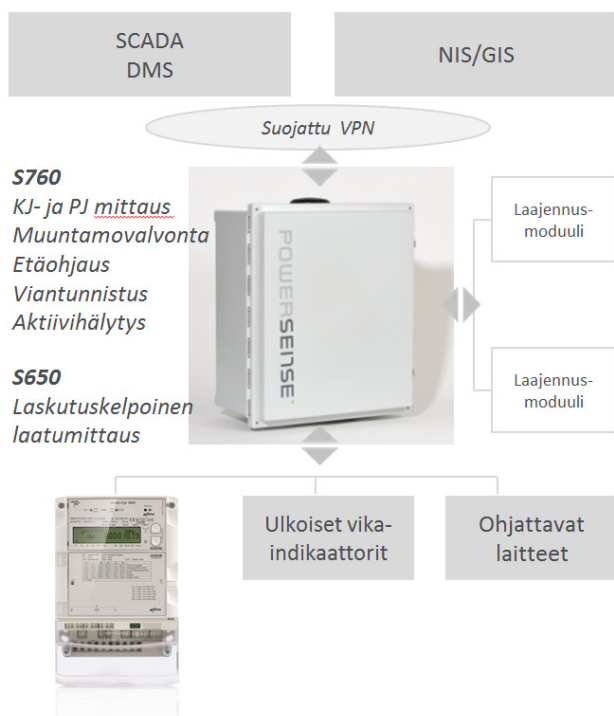 SCADA
DMS
NIS/GIS
Suojattu VPN
S760
KJ- ja PJ mittaus
Muuntamovalvonta
Etäohjaus
Viantunnistus
Aktiivihälytys
S650
Laskutuskelpoinen
laatumittaus
POWERSENSE
Laajennus-
moduuli
Laajennus-
moduuli
Ulkoiset vika-
indikaattorit
Ohjattavat
laitteet